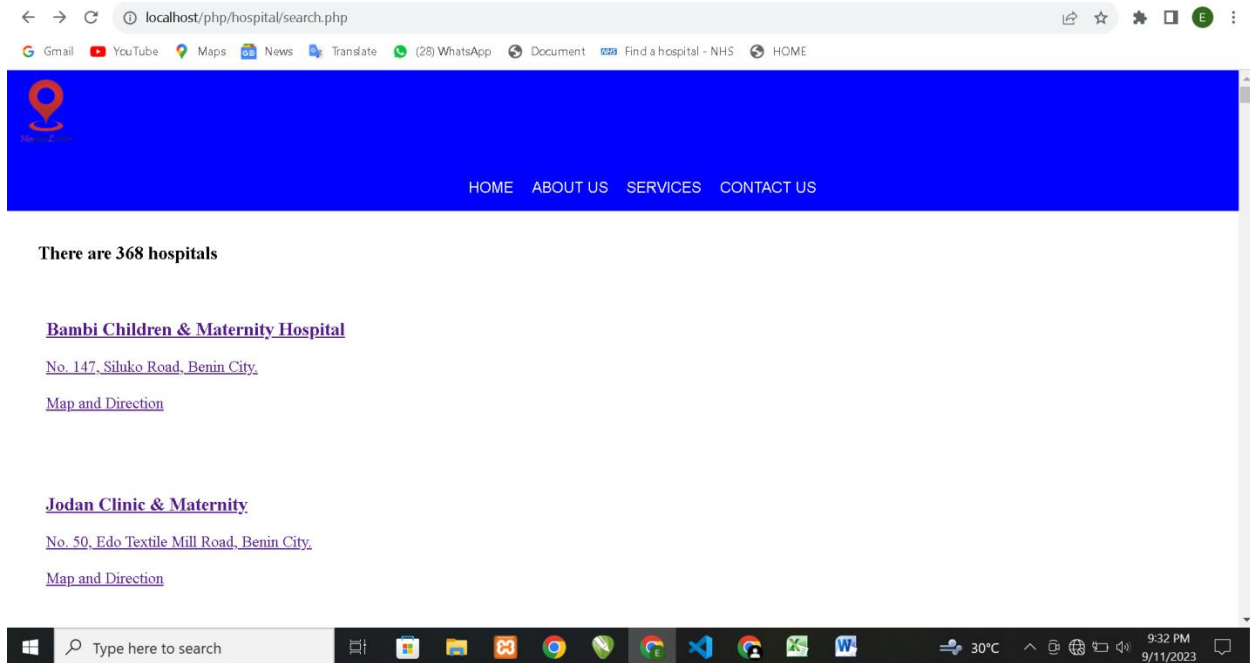 localhost/php/hospital/search.php
E
Gmail YouTube Maps News Translate (28) WhatsApp Document NHS Find a hospital - NHS HOME
HOME ABOUT US SERVICES CONTACT US
There are 368 hospitals
Bambi Children & Maternity Hospital
No. 147, Siluko Road, Benin City.
Map and Direction
Jodan Clinic & Maternity
No. 50, Edo Textile Mill Road, Benin City.
Map and Direction
Type here to search
30°C
9:32 PM
9/11/2023